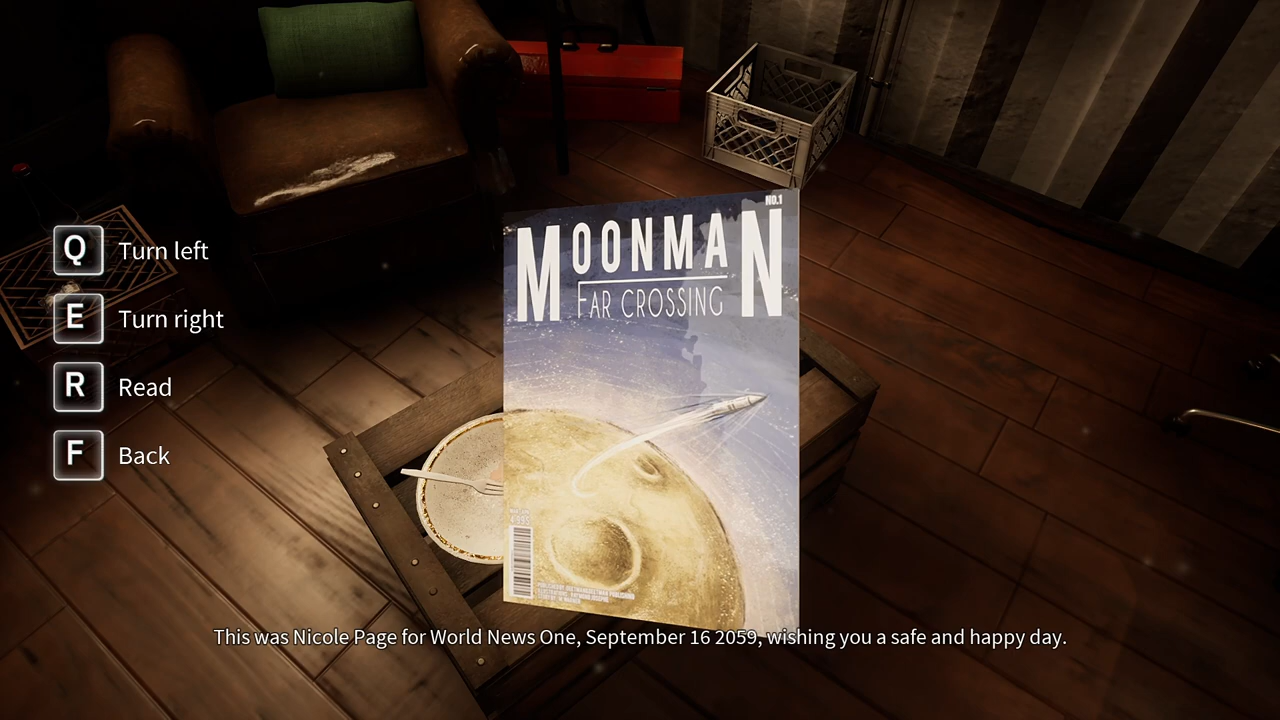 NO.1
MOONMAN
FAR CROSSING
Q Turn left
E Turn right
R Read
F Back
This was Nicole Page for World News One, September 16 2059, wishing you a safe and happy day.